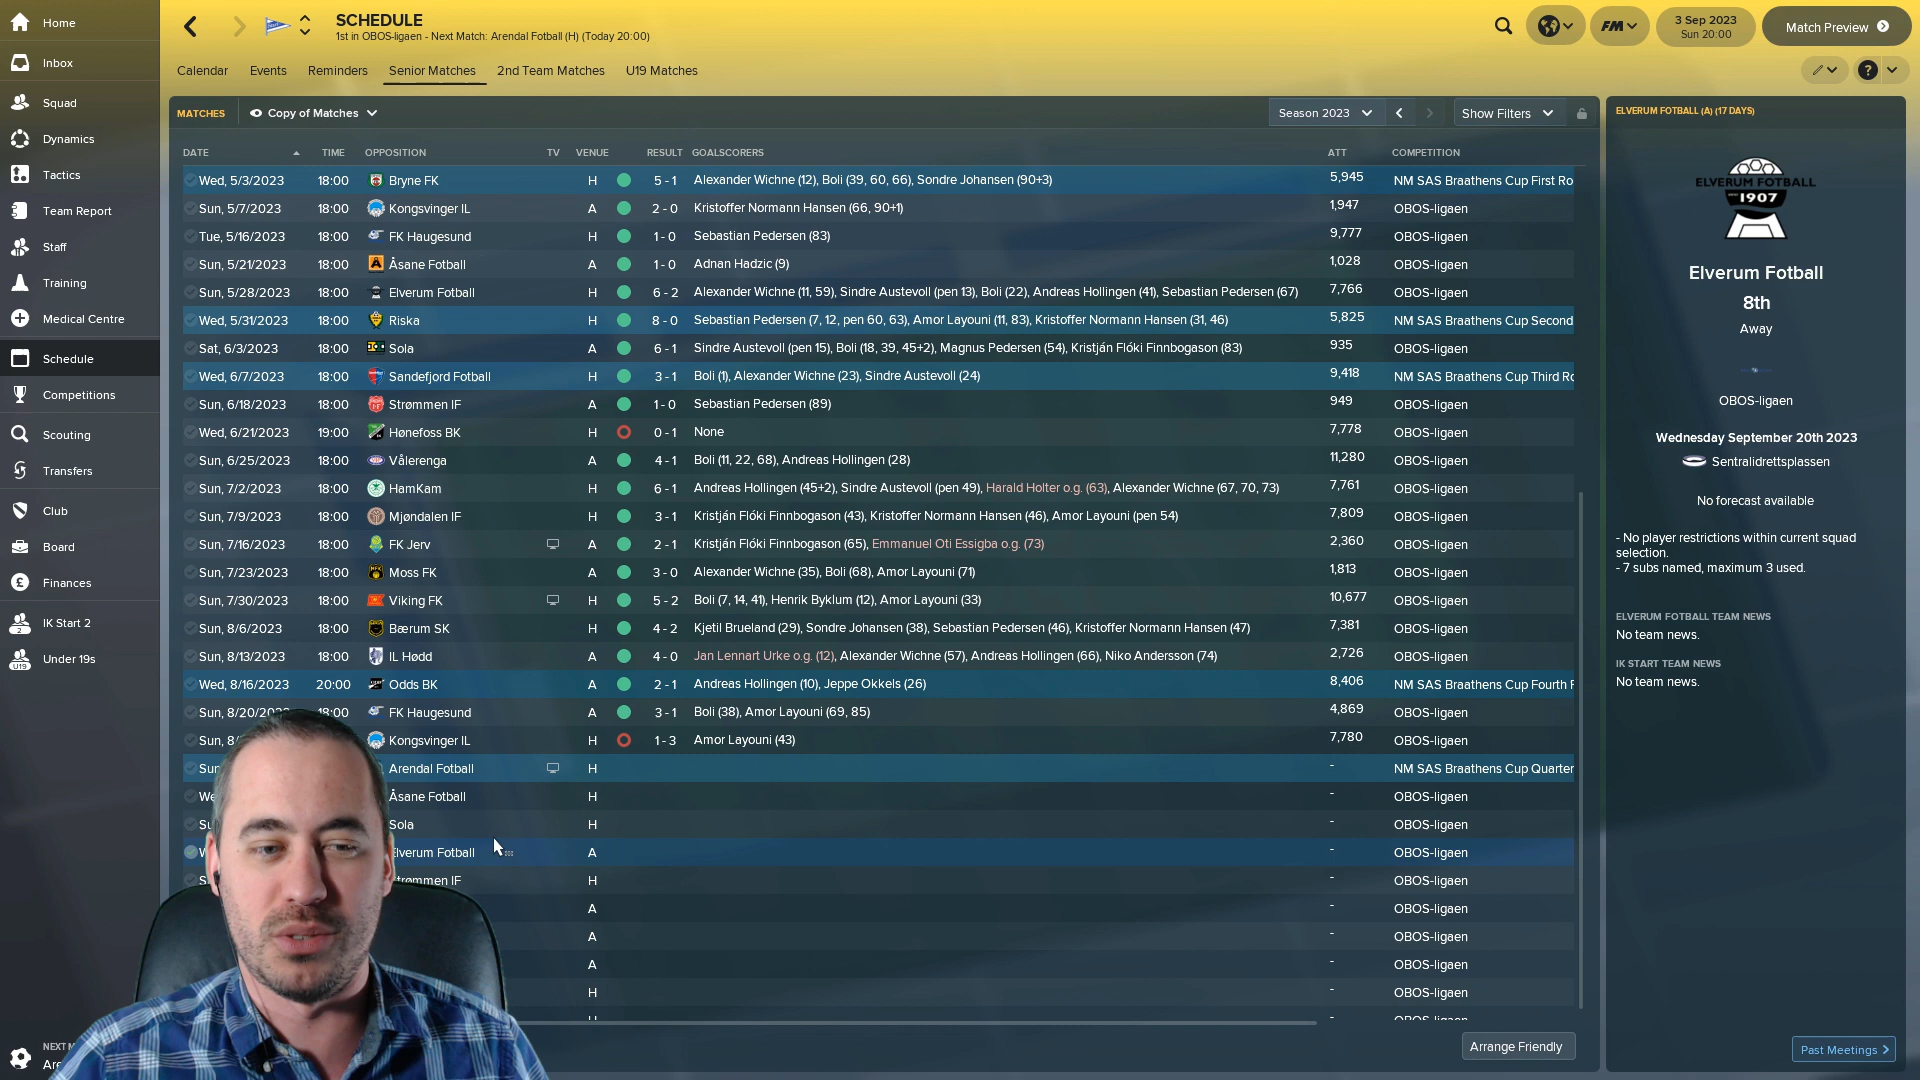 Home
Inbox
Squad
Dynamics
Tactics
Team Report
Staff
Training
Medical Centre
Schedule
Competitions
Scouting
Transfers
Club
Board
Finances
2 IK Start 2
U19 Under 19s
NEXT M
Are
SCHEDULE
1st in OBOS-ligaen - Next Match: Arendal Fotball (H) (Today 20:00)
FM
3 Sep 2023
Sun 20:00
Match Preview
Calendar Events Reminders Senior Matches 2nd Team Matches U19 Matches
?
MATCHES Copy of Matches Season 2023 Show Filters
DATE TIME OPPOSITION TV VENUE RESULT GOALSCORERS ATT COMPETITION
Wed, 5/3/2023 18:00 Bryne FK H 5 - 1 Alexander Wichne (12), Boli (39, 60, 66), Sondre Johansen (90+3) 5,945 NM SAS Braathens Cup First Ro
Sun, 5/7/2023 18:00 Kongsvinger IL A 2 - 0 Kristoffer Normann Hansen (66, 90+1) 1,947 OBOS-ligaen
Tue, 5/16/2023 18:00 FK Haugesund H 1 - 0 Sebastian Pedersen (83) 9,777 OBOS-ligaen
Sun, 5/21/2023 18:00 Åsane Fotball A 1 - 0 Adnan Hadzic (9) 1,028 OBOS-ligaen
Sun, 5/28/2023 18:00 Elverum Fotball H 6 - 2 Alexander Wichne (11, 59), Sindre Austevoll (pen 13), Boli (22), Andreas Hollingen (41), Sebastian Pedersen (67) 7,766 OBOS-ligaen
Wed, 5/31/2023 18:00 Riska H 8 - 0 Sebastian Pedersen (7, 12, pen 60, 63), Amor Layouni (11, 83), Kristoffer Normann Hansen (31, 46) 5,825 NM SAS Braathens Cup Second
Sat, 6/3/2023 18:00 Sola A 6 - 1 Sindre Austevoll (pen 15), Boli (18, 39, 45+2), Magnus Pedersen (54), Kristján Flóki Finnbogason (83) 935 OBOS-ligaen
Wed, 6/7/2023 18:00 Sandefjord Fotball H 3 - 1 Boli (1), Alexander Wichne (23), Sindre Austevoll (24) 9,418 NM SAS Braathens Cup Third Ro
Sun, 6/18/2023 18:00 Strømmen IF A 1 - 0 Sebastian Pedersen (89) 949 OBOS-ligaen
Wed, 6/21/2023 19:00 Hønefoss BK H 0 - 1 None 7,778 OBOS-ligaen
Sun, 6/25/2023 18:00 Vålerenga A 4 - 1 Boli (11, 22, 68), Andreas Hollingen (28) 11,280 OBOS-ligaen
Sun, 7/2/2023 18:00 HamKam H 6 - 1 Andreas Hollingen (45+2), Sindre Austevoll (pen 49), Harald Holter o.g. (63), Alexander Wichne (67, 70, 73) 7,761 OBOS-ligaen
Sun, 7/9/2023 18:00 Mjøndalen IF H 3 - 1 Kristján Flóki Finnbogason (43), Kristoffer Normann Hansen (46), Amor Layouni (pen 54) 7,809 OBOS-ligaen
Sun, 7/16/2023 18:00 FK Jerv A 2 - 1 Kristján Flóki Finnbogason (65), Emmanuel Oti Essigba o.g. (73) 2,360 OBOS-ligaen
Sun, 7/23/2023 18:00 Moss FK A 3 - 0 Alexander Wichne (35), Boli (68), Amor Layouni (71) 1,813 OBOS-ligaen
Sun, 7/30/2023 18:00 Viking FK H 5 - 2 Boli (7, 14, 41), Henrik Byklum (12), Amor Layouni (33) 10,677 OBOS-ligaen
Sun, 8/6/2023 18:00 Bærum SK H 4 - 2 Kjetil Brueland (29), Sondre Johansen (38), Sebastian Pedersen (46), Kristoffer Normann Hansen (47) 7,381 OBOS-ligaen
Sun, 8/13/2023 18:00 IL Hødd A 4 - 0 Jan Lennart Urke o.g. (12), Alexander Wichne (57), Andreas Hollingen (66), Niko Andersson (74) 2,726 OBOS-ligaen
Wed, 8/16/2023 20:00 Odds BK A 2 - 1 Andreas Hollingen (10), Jeppe Okkels (26) 8,406 NM SAS Braathens Cup Fourth F
Sun, 8/20/2023 18:00 FK Haugesund A 3 - 1 Boli (38), Amor Layouni (69, 85) 4,869 OBOS-ligaen
Sun, 8/ Kongsvinger IL H 1 - 3 Amor Layouni (43) 7,780 OBOS-ligaen
Sun Arendal Fotball H - NM SAS Braathens Cup Quarter
We Åsane Fotball H - OBOS-ligaen
Su Sola H - OBOS-ligaen
W Elverum Fotball A - OBOS-ligaen
S Strømmen IF H - OBOS-ligaen
A - OBOS-ligaen
A - OBOS-ligaen
A - OBOS-ligaen
H - OBOS-ligaen
H - OBOS-ligaen
Arrange Friendly
ELVERUM FOTBALL (A) (17 DAYS)
ELVERUM FOTBALL
1907
Elverum Fotball
8th
Away
OBOS-ligaen
Wednesday September 20th 2023
Sentralidrettsplassen
No forecast available
- No player restrictions within current squad
selection.
- 7 subs named, maximum 3 used.
ELVERUM FOTBALL TEAM NEWS
No team news.
IK START TEAM NEWS
No team news.
Past Meetings